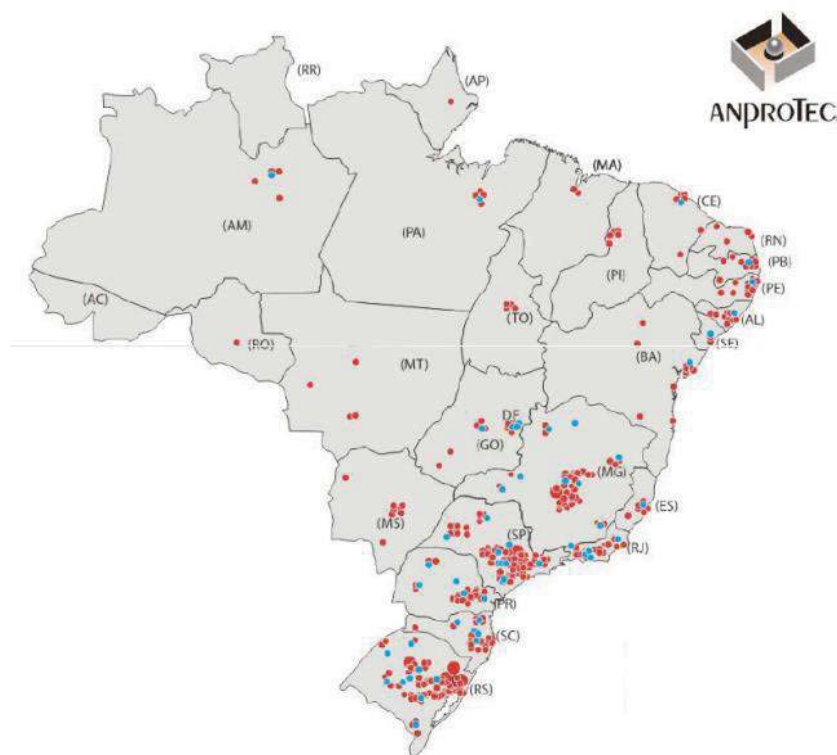 (RR)
(AP)
ANPROTEC
(MA)
(CE)
(AM)
(PA)
(RN)
(PI)
(PB)
(AC)
(PE)
(TO)
(AL)
(RO)
(SE)
(MT)
(BA)
DF
(GO)
(MG)
(MS)
(ES)
(SP)
(RJ)
(PR)
(SC)
(RS)